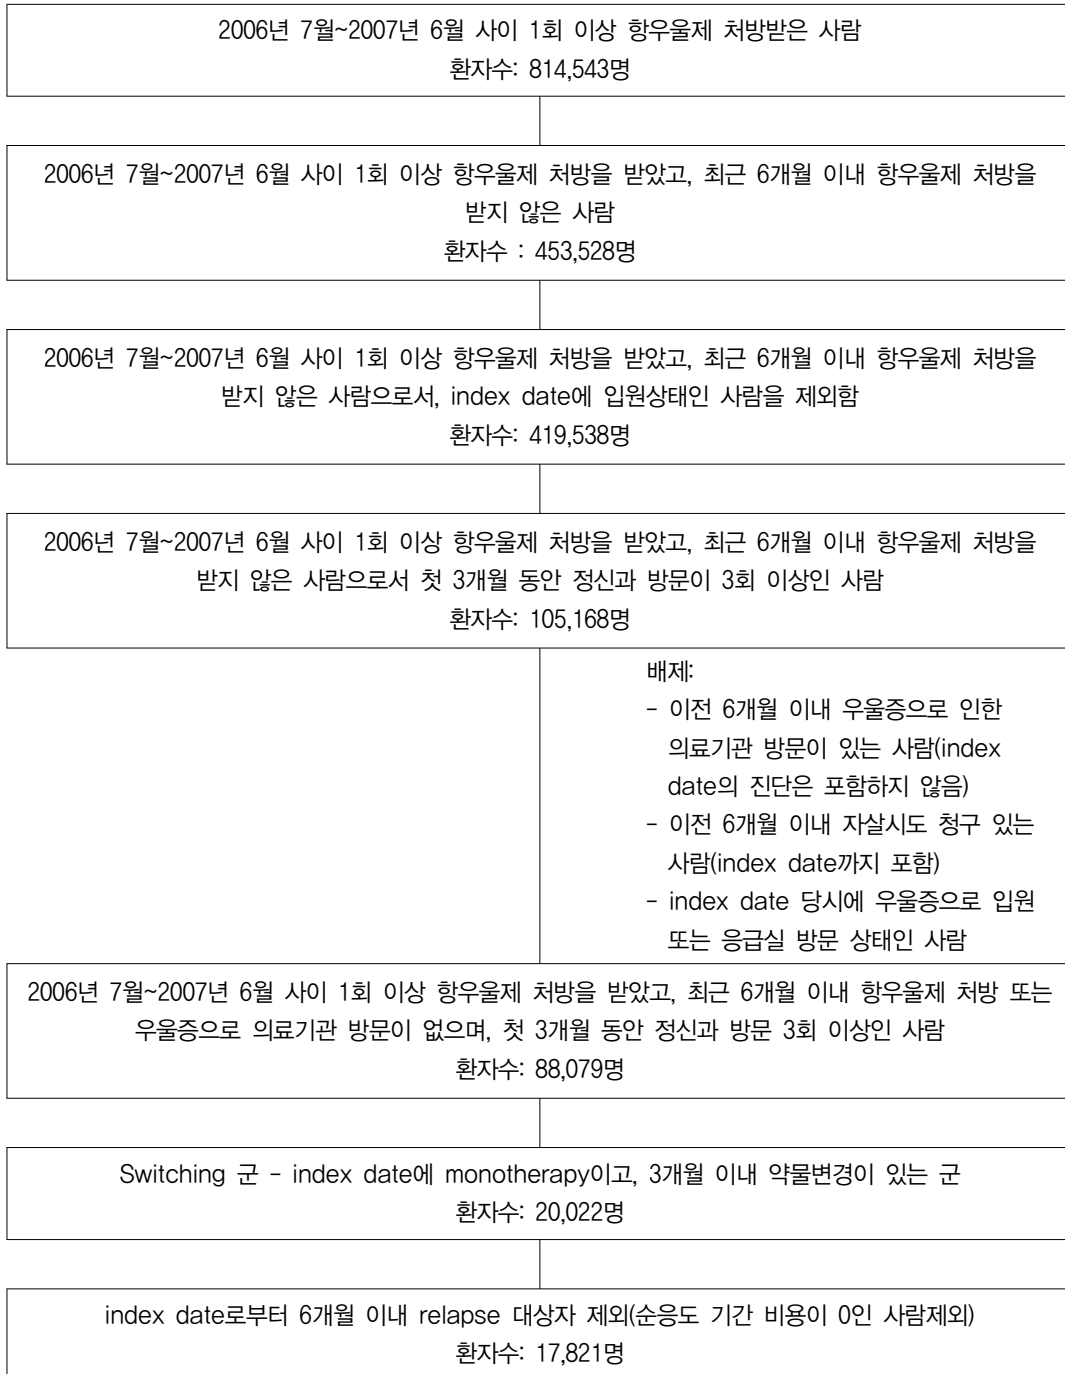 2006년 7월~2007년 6월 사이 1회 이상 항우울제 처방받은 사람
환자수: 814,543명
2006년 7월~2007년 6월 사이 1회 이상 항우울제 처방을 받았고, 최근 6개월 이내 항우울제 처방을
받지 않은 사람
환자수 : 453,528명
2006년 7월~2007년 6월 사이 1회 이상 항우울제 처방을 받았고, 최근 6개월 이내 항우울제 처방을
받지 않은 사람으로서, index date에 입원상태인 사람을 제외함
환자수: 419,538명
2006년 7월~2007년 6월 사이 1회 이상 항우울제 처방을 받았고, 최근 6개월 이내 항우울제 처방을
받지 않은 사람으로서 첫 3개월 동안 정신과 방문이 3회 이상인 사람
환자수: 105,168명
배제:
- 이전 6개월 이내 우울증으로 인한
의료기관 방문이 있는 사람(index
date의 진단은 포함하지 않음)
- 이전 6개월 이내 자살시도 청구 있는
사람(index date까지 포함)
- index date 당시에 우울증으로 입원
또는 응급실 방문 상태인 사람
2006년 7월~2007년 6월 사이 1회 이상 항우울제 처방을 받았고, 최근 6개월 이내 항우울제 처방 또는
우울증으로 의료기관 방문이 없으며, 첫 3개월 동안 정신과 방문 3회 이상인 사람
환자수: 88,079명
Switching 군 - index date에 monotherapy이고, 3개월 이내 약물변경이 있는 군
환자수: 20,022명
index date로부터 6개월 이내 relapse 대상자 제외(순응도 기간 비용이 0인 사람제외)
환자수: 17,821명